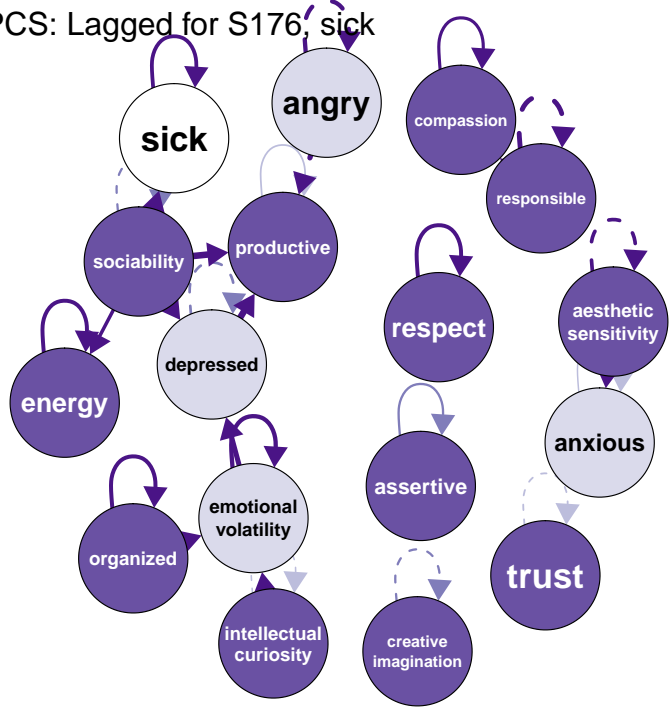 PCS: Lagged for S176, sick
angry
compassion
sick
responsible
sociability
productive
respect
aesthetic
sensitivity
depressed
energy
anxious
assertive
emotional
volatility
organized
trust
intellectual
curiosity
creative
imagination